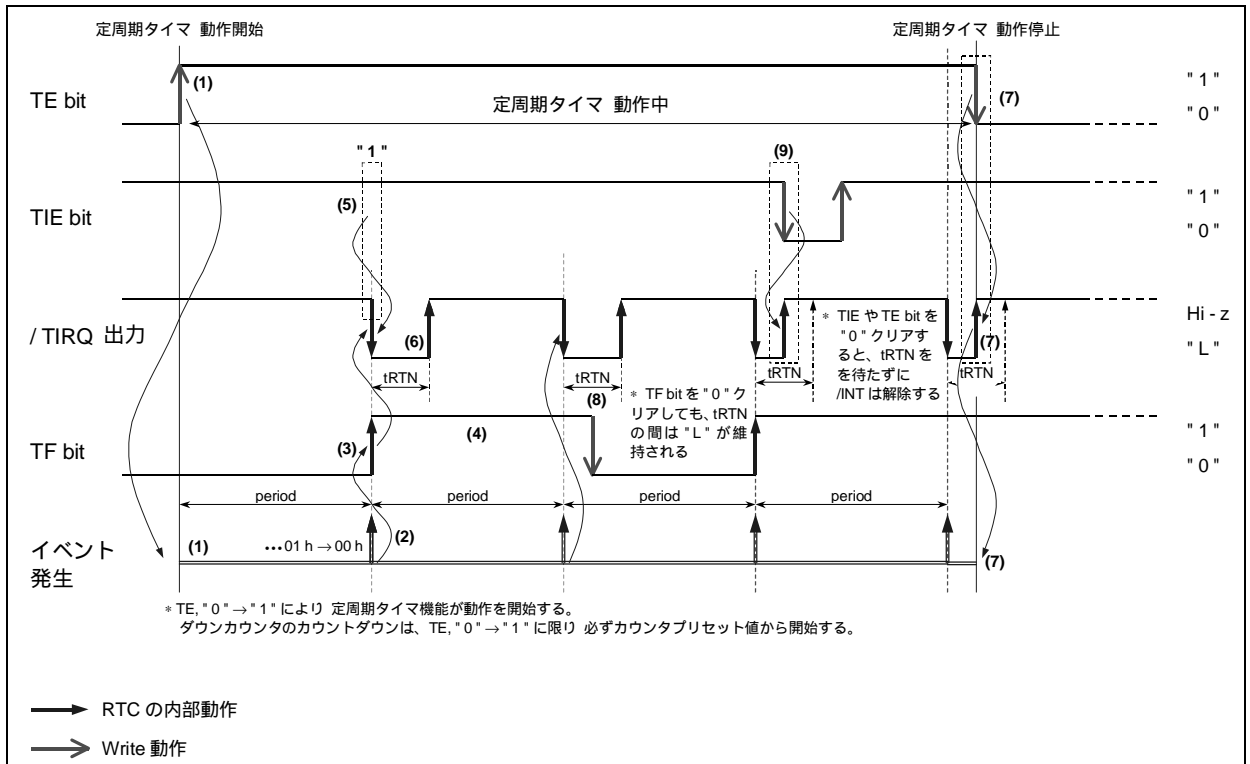 定周期タイマ 動作開始
定周期タイマ 動作停止
TE bit
(1)
定周期タイマ 動作中
(7)
" 1 "
" 0 "
TIE bit
" 1 "
(5)
(9)
" 1 "
" 0 "
/ TIRQ 出力
(6)
tRTN
tRTN
tRTN
* TIE や TE bit を
" 0 " クリアす
ると、tRTN を
を待たずに
/INT は解除する
(7)
tRTN
Hi - z
" L "
TF bit
(3)
(4)
(8)
* TF bit を " 0 " ク
リアしても、tRTN
の間は " L " が維
持される
" 1 "
" 0 "
period
period
period
period
イベント
発生
(1)
•••01 h → 00 h
(2)
(7)
* TE, " 0 " → " 1 " により 定周期タイマ機能が動作を開始する。
ダウンカウンタのカウントダウンは、TE, " 0 " → " 1 " に限り 必ずカウンタプリセット値から開始する。
RTC の内部動作
Write 動作